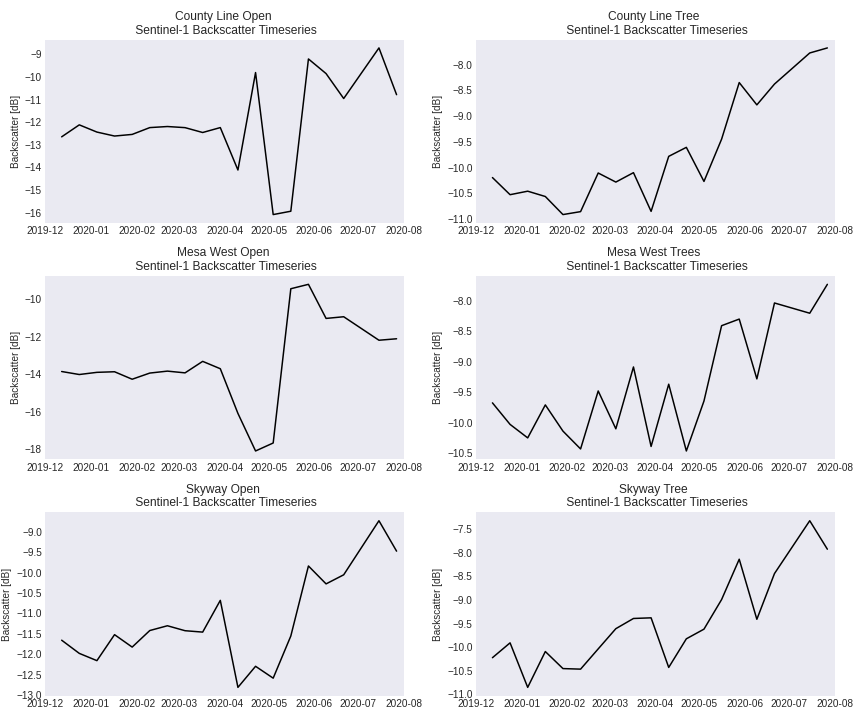 County Line Open
Sentinel-1 Backscatter Timeseries
Backscatter [dB]
−9
−10
−11
−12
−13
−14
−15
−16
2019-12 2020-01 2020-02 2020-03 2020-04 2020-05 2020-06 2020-07 2020-08
County Line Tree
Sentinel-1 Backscatter Timeseries
Backscatter [dB]
−8.0
−8.5
−9.0
−9.5
−10.0
−10.5
−11.0
2019-12 2020-01 2020-02 2020-03 2020-04 2020-05 2020-06 2020-07 2020-08
Mesa West Open
Sentinel-1 Backscatter Timeseries
Backscatter [dB]
−10
−12
−14
−16
−18
2019-12 2020-01 2020-02 2020-03 2020-04 2020-05 2020-06 2020-07 2020-08
Mesa West Trees
Sentinel-1 Backscatter Timeseries
Backscatter [dB]
−8.0
−8.5
−9.0
−9.5
−10.0
−10.5
2019-12 2020-01 2020-02 2020-03 2020-04 2020-05 2020-06 2020-07 2020-08
Skyway Open
Sentinel-1 Backscatter Timeseries
Backscatter [dB]
−9.0
−9.5
−10.0
−10.5
−11.0
−11.5
−12.0
−12.5
−13.0
2019-12 2020-01 2020-02 2020-03 2020-04 2020-05 2020-06 2020-07 2020-08
Skyway Tree
Sentinel-1 Backscatter Timeseries
Backscatter [dB]
−7.5
−8.0
−8.5
−9.0
−9.5
−10.0
−10.5
−11.0
2019-12 2020-01 2020-02 2020-03 2020-04 2020-05 2020-06 2020-07 2020-08